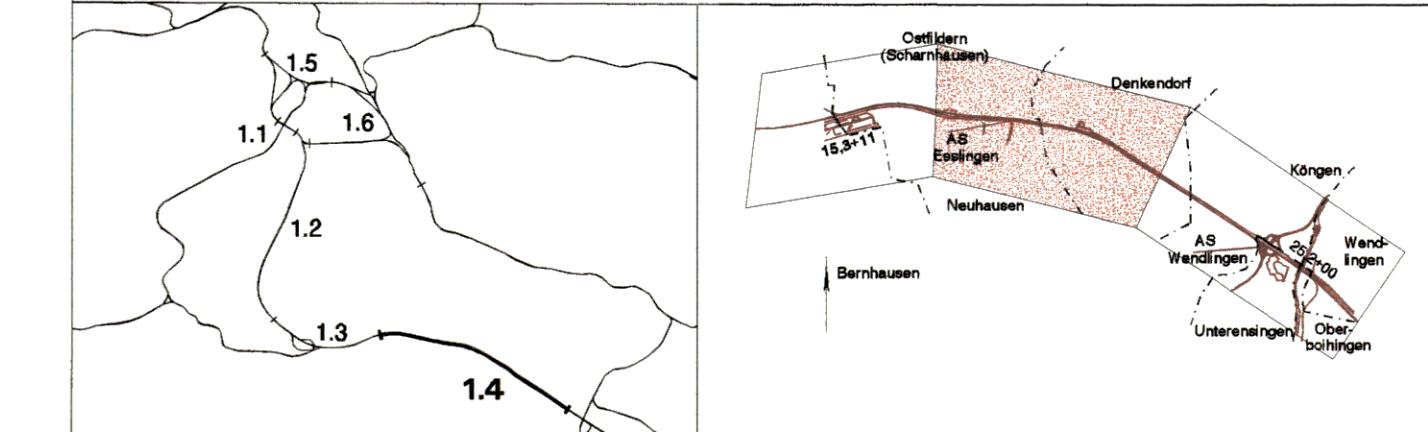 1.5
1.1
1.6
1.2
1.3
1.4
Ostfildern
(Scharnhausen)
Denkendorf
15,3+11
AS
Esslingen
Neuhausen
Köngen
AS
Wendlingen
25,2+00
Wend-
lingen
Bernhausen
Unterensingen
Ober-
boihingen